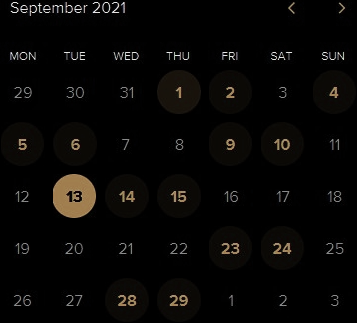 September 2021
MON TUE WED THU FRI SAT SUN
29 30 31 1 2 3 4
5 6 7 8 9 10 11
12 13 14 15 16 17 18
19 20 21 22 23 24 25
26 27 28 29 1 2 3